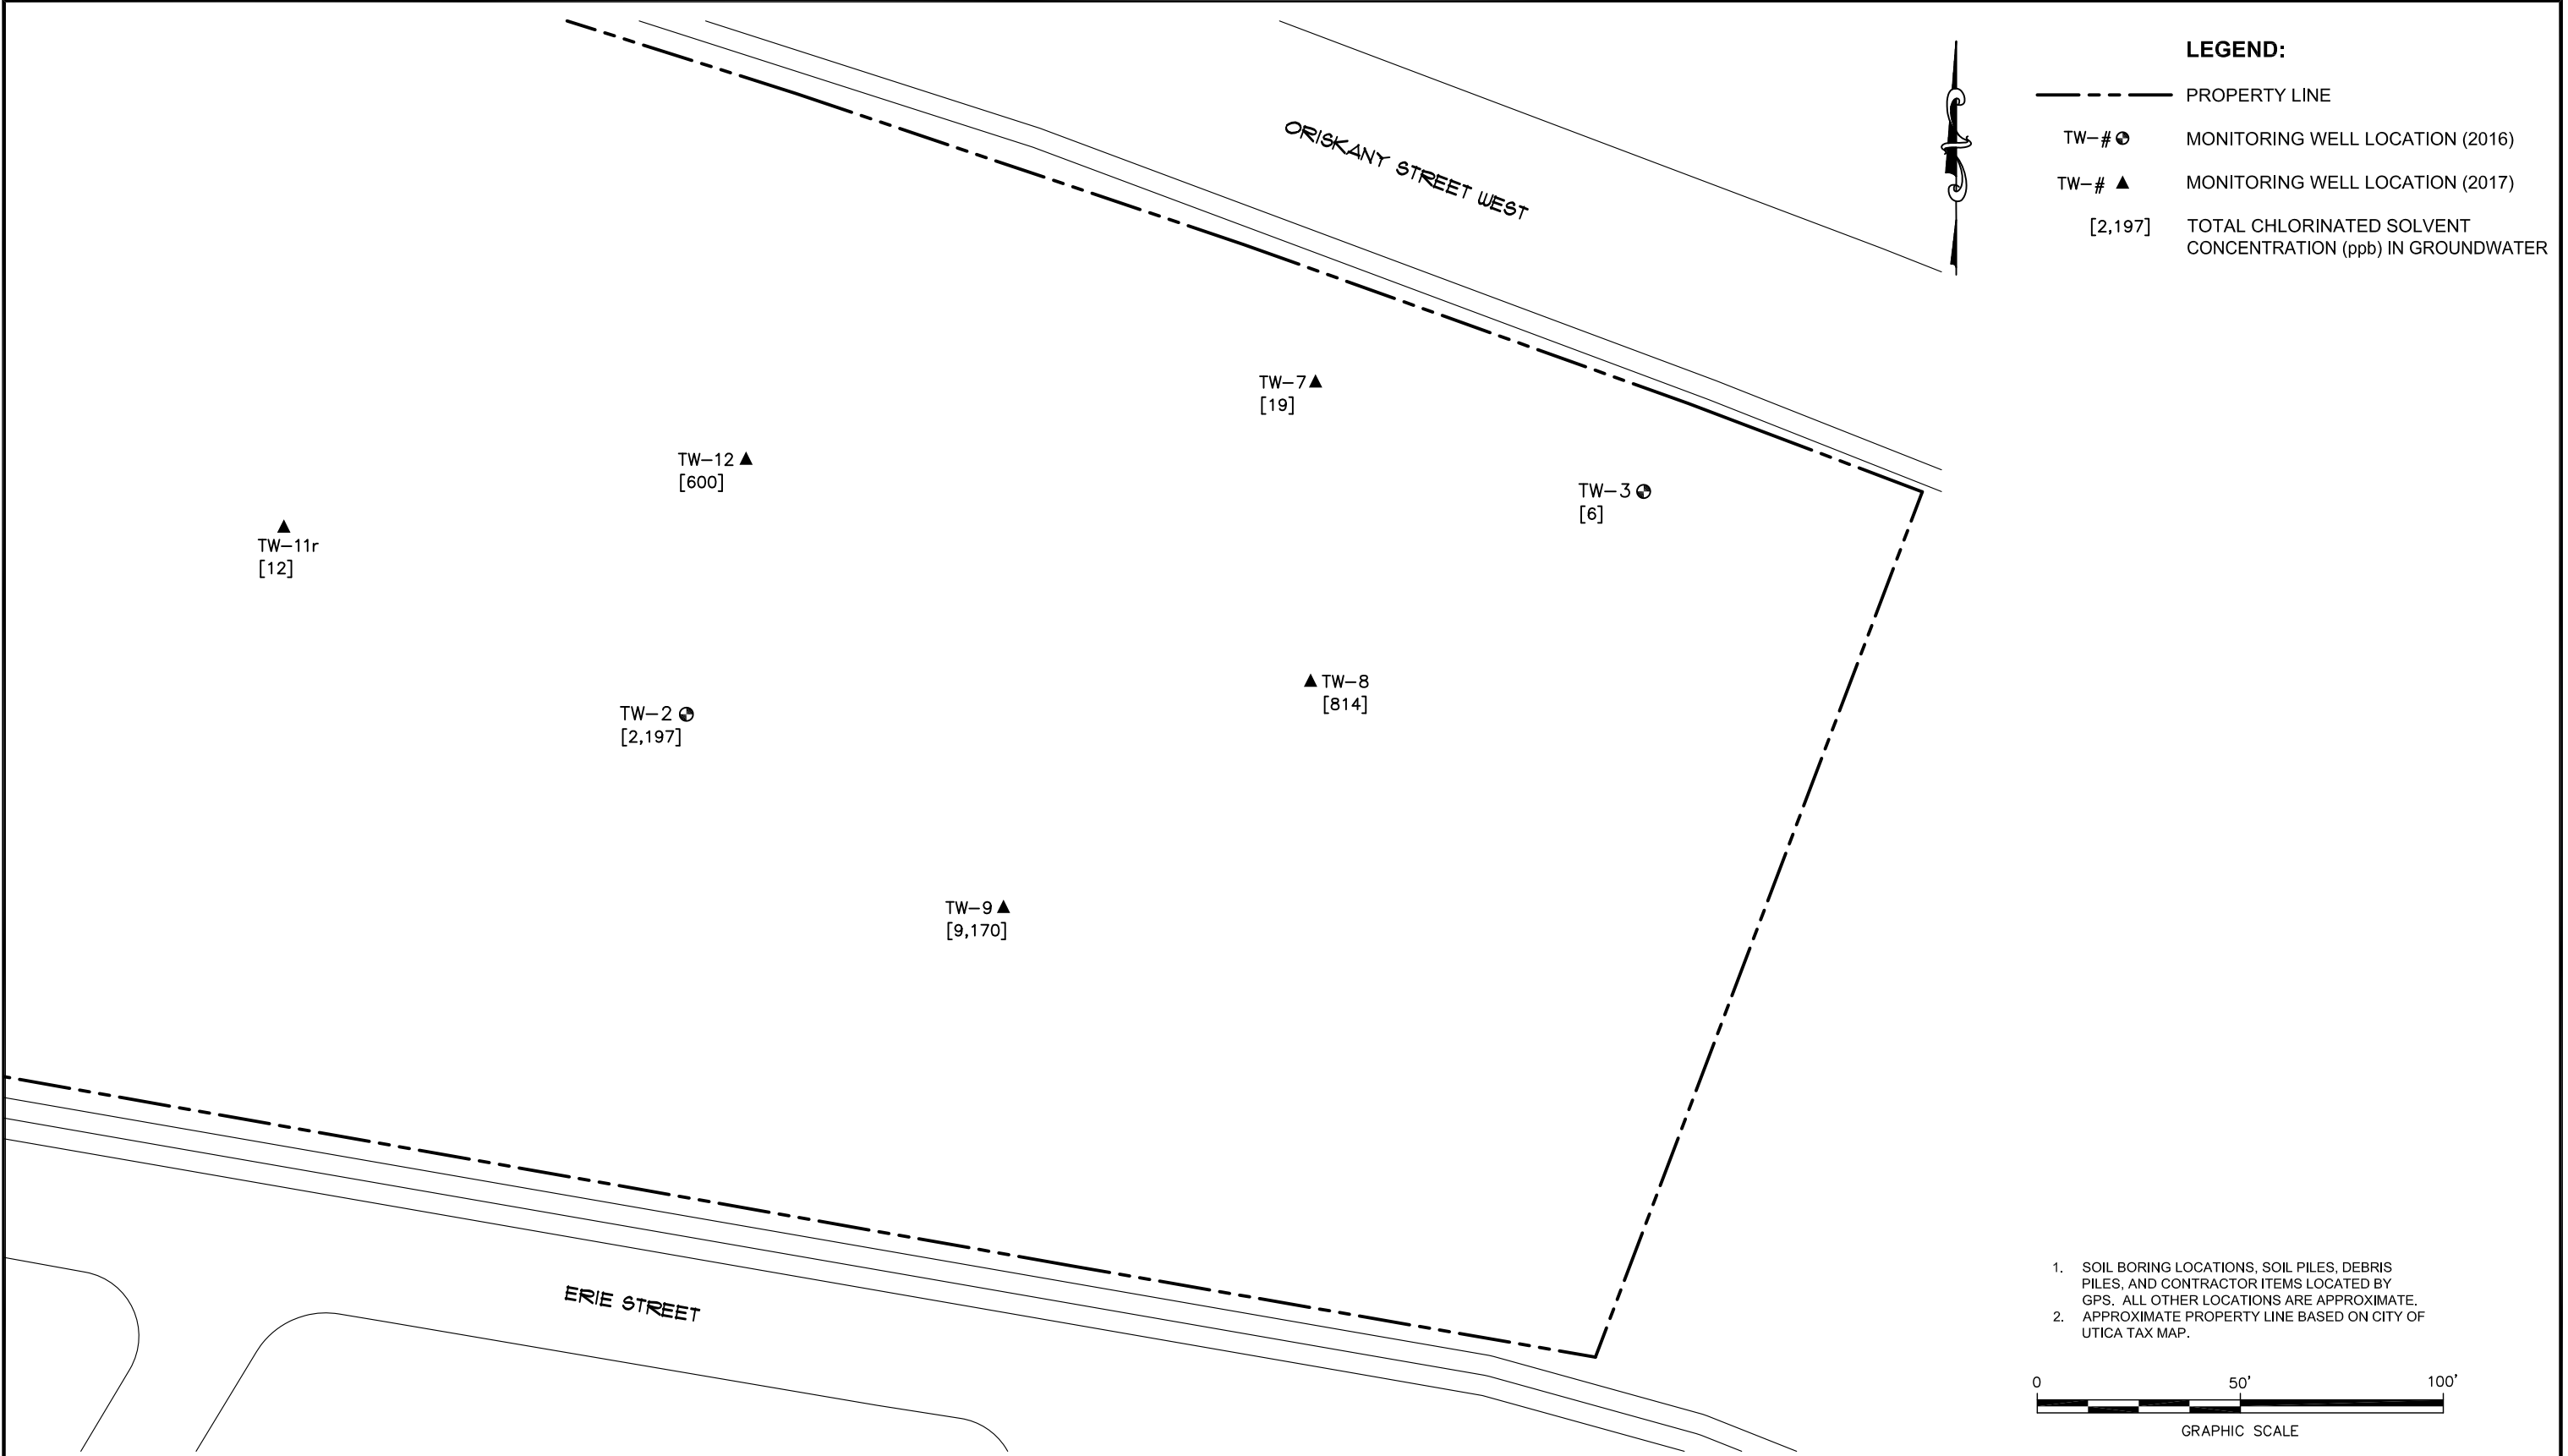 LEGEND:
PROPERTY LINE
TW-# MONITORING WELL LOCATION (2016)
TW-# MONITORING WELL LOCATION (2017)
[2,197] TOTAL CHLORINATED SOLVENT
CONCENTRATION (ppb) IN GROUNDWATER
ORISKANY STREET WEST
TW-7
[19]
TW-12
[600]
TW-3
[6]
TW-11r
[12]
TW-8
[814]
TW-2
[2,197]
TW-9
[9,170]
ERIE STREET
1. SOIL BORING LOCATIONS, SOIL PILES, DEBRIS
PILES, AND CONTRACTOR ITEMS LOCATED BY
GPS. ALL OTHER LOCATIONS ARE APPROXIMATE.
2. APPROXIMATE PROPERTY LINE BASED ON CITY OF
UTICA TAX MAP.
0 50' 100'
GRAPHIC SCALE